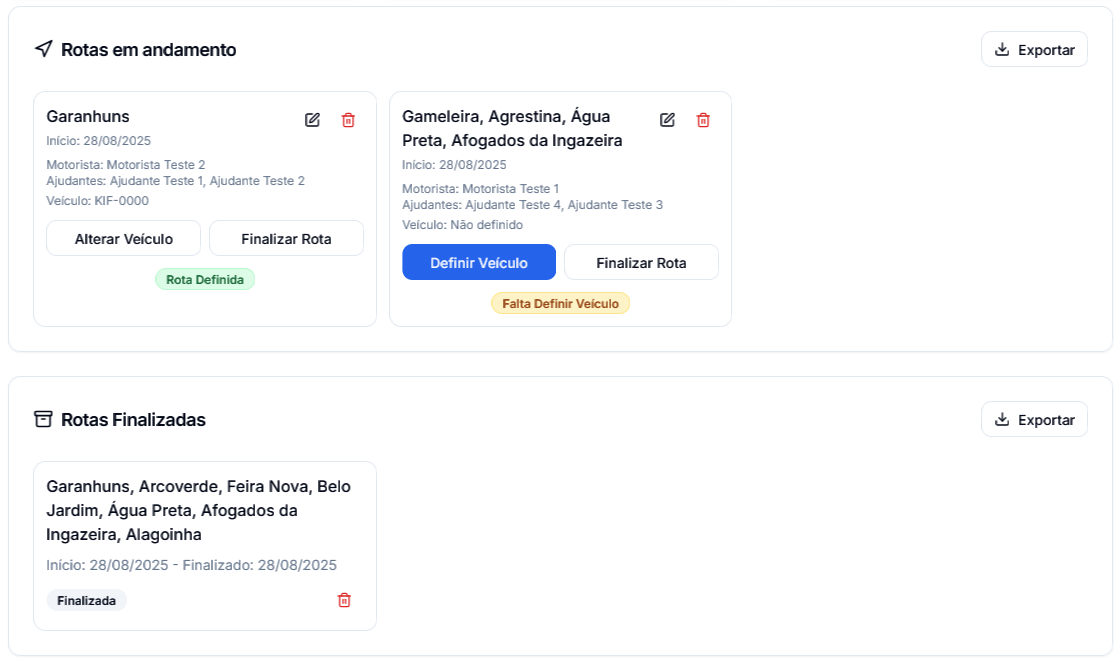 Rotas em andamento
Exportar
Garanhuns
Início: 28/08/2025
Motorista: Motorista Teste 2
Ajudantes: Ajudante Teste 1, Ajudante Teste 2
Veículo: KIF-0000
Alterar Veículo
Finalizar Rota
Rota Definida
Gameleira, Agrestina, Água
Preta, Afogados da Ingazeira
Início: 28/08/2025
Motorista: Motorista Teste 1
Ajudantes: Ajudante Teste 4, Ajudante Teste 3
Veículo: Não definido
Definir Veículo
Finalizar Rota
Falta Definir Veículo
Rotas Finalizadas
Exportar
Garanhuns, Arcoverde, Feira Nova, Belo
Jardim, Água Preta, Afogados da
Ingazeira, Alagoinha
Início: 28/08/2025 - Finalizado: 28/08/2025
Finalizada